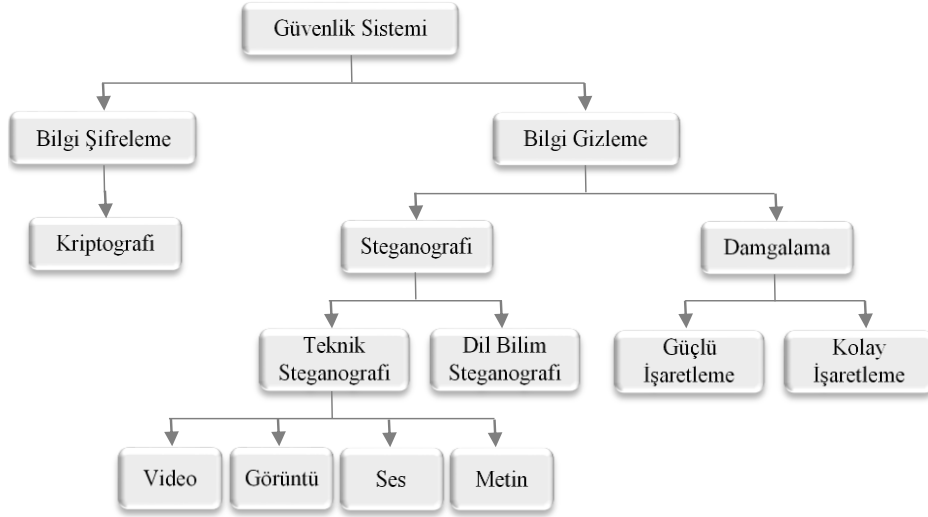 Güvenlik Sistemi
Bilgi Şifreleme
Bilgi Gizleme
Kriptografi
Steganografi
Damgalama
Teknik
Steganografi
Dil Bilim
Steganografi
Güçlü
İşaretleme
Kolay
İşaretleme
Video
Görüntü
Ses
Metin